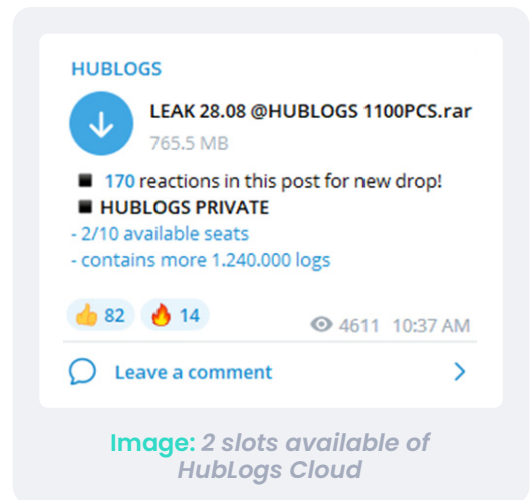 HUBLOGS
LEAK 28.08 @HUBLOGS 1100PCS.rar
765.5 MB
170 reactions in this post for new drop!
HUBLOGS PRIVATE
- 2/10 available seats
- contains more 1.240.000 logs
82 14 4611 10:37 AM
Leave a comment
Image: 2 slots available of
HubLogs Cloud